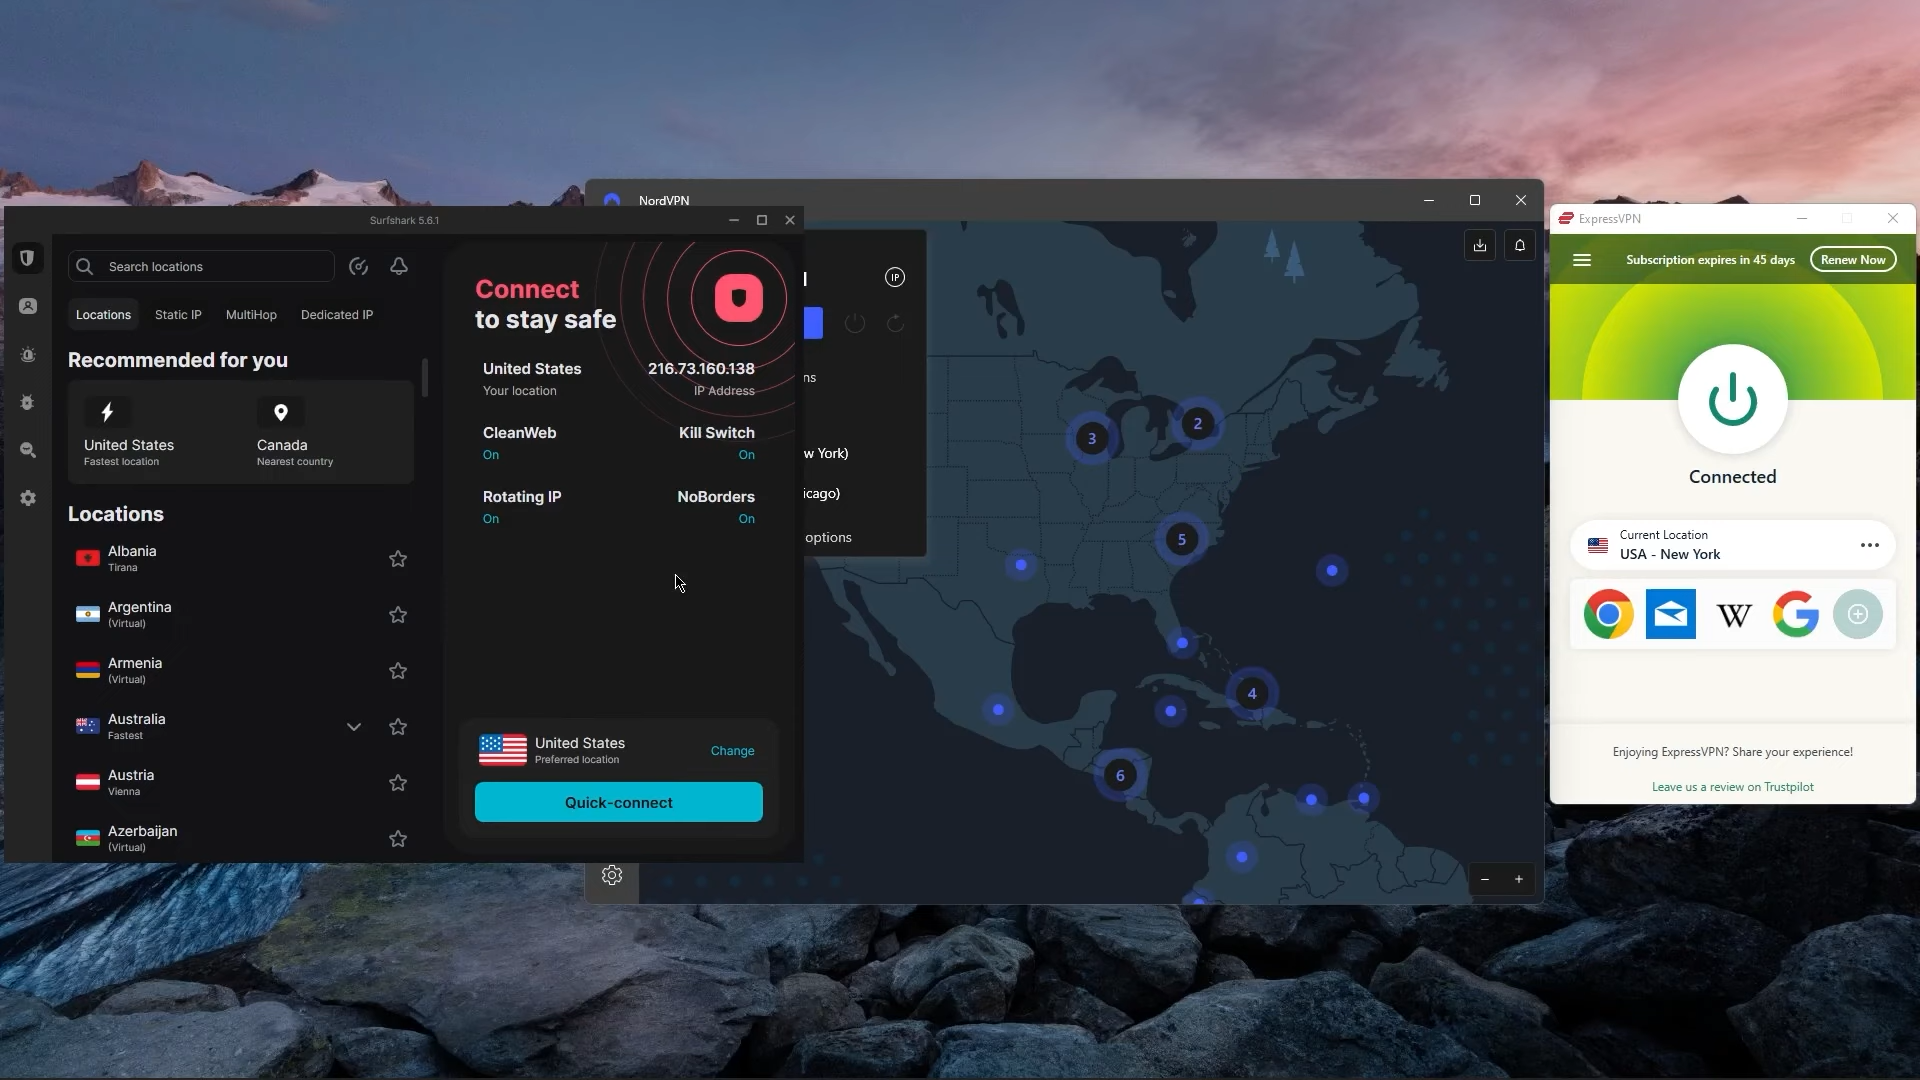 NordVPN
Surfshark 5.6.1
Search locations
Locations
Static IP
MultiHop
Dedicated IP
Recommended for you
United States
Fastest location
Canada
Nearest country
Locations
Albania
Tirana
Argentina
(Virtual)
Armenia
(Virtual)
Australia
Fastest
Austria
Vienna
Azerbaijan
(Virtual)
Connect
to stay safe
United States
Your location
216.73.160.138
IP Address
CleanWeb
On
Kill Switch
On
Rotating IP
On
NoBorders
On
United States
Preferred location
Change
Quick-connect
IP
ns
w York)
icago)
options
3
2
5
4
6
ExpressVPN
Subscription expires in 45 days
Renew Now
Connected
Current Location
USA - New York
W
G
Enjoying ExpressVPN? Share your experience!
Leave us a review on Trustpilot